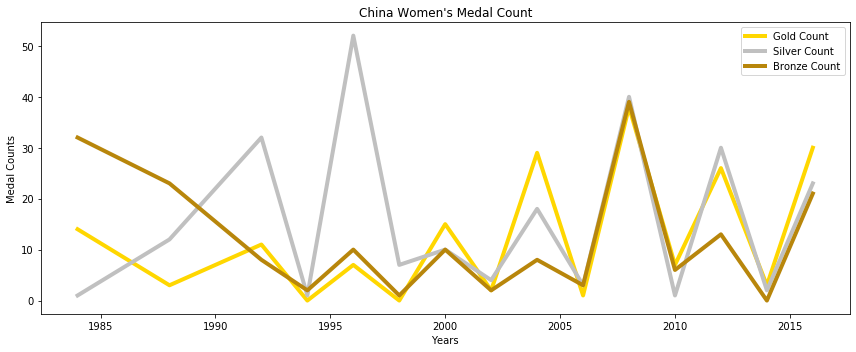 China Women's Medal Count
Gold Count
Silver Count
Bronze Count
Medal Counts
50
40
30
20
10
0
1985 1990 1995 2000 2005 2010 2015
Years